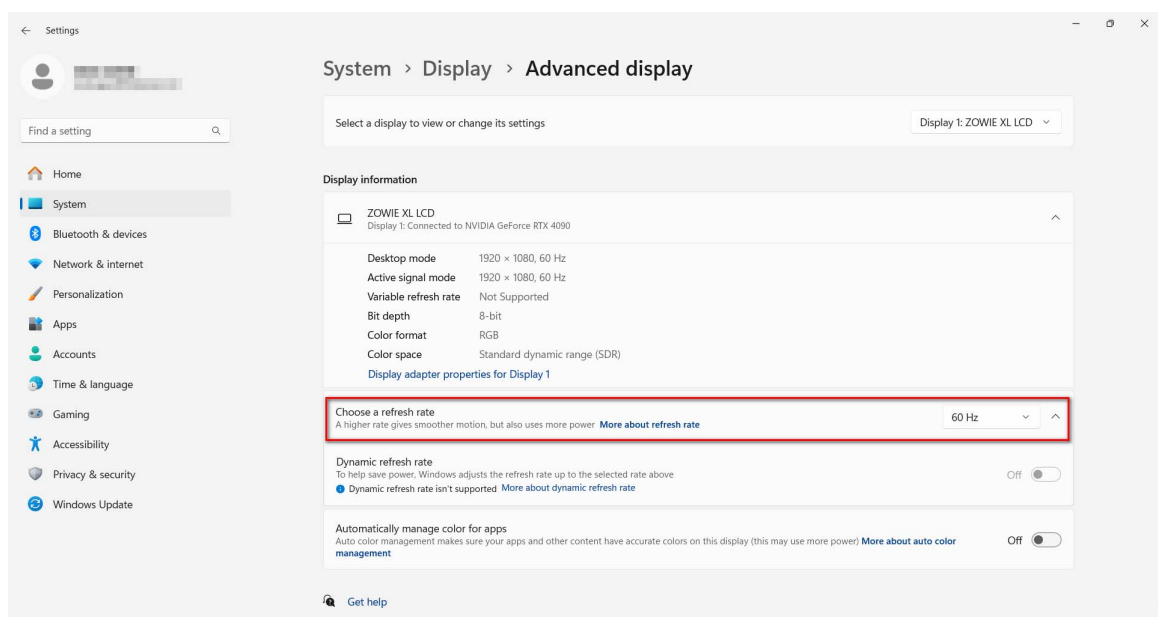 Settings
System > Display > Advanced display
Find a setting
Home
System
Bluetooth & devices
Network & internet
Personalization
Apps
Accounts
Time & language
Gaming
Accessibility
Privacy & security
Windows Update
Select a display to view or change its settings
Display 1: ZOWIE XL LCD
Display information
ZOWIE XL LCD
Display 1: Connected to NVIDIA GeForce RTX 4090
Desktop mode 1920 × 1080, 60 Hz
Active signal mode 1920 × 1080, 60 Hz
Variable refresh rate Not Supported
Bit depth 8-bit
Color format RGB
Color space Standard dynamic range (SDR)
Display adapter properties for Display 1
Choose a refresh rate
A higher rate gives smoother motion, but also uses more power More about refresh rate
60 Hz
Dynamic refresh rate
To help save power, Windows adjusts the refresh rate up to the selected rate above
Dynamic refresh rate isn't supported More about dynamic refresh rate
Off
Automatically manage color for apps
Auto color management makes sure your apps and other content have accurate colors on this display (this may use more power) More about auto color
management
Off
Get help